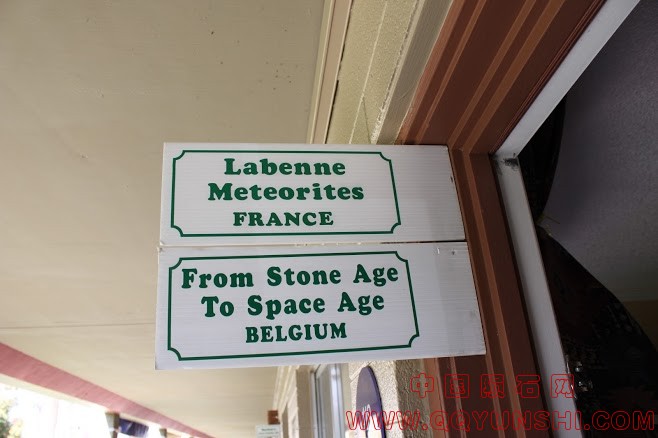 Labenne
Meteorites
FRANCE
From Stone Age
To Space Age
BELGIUM
中国陨石网
WWW.QQYUNSHI.COM